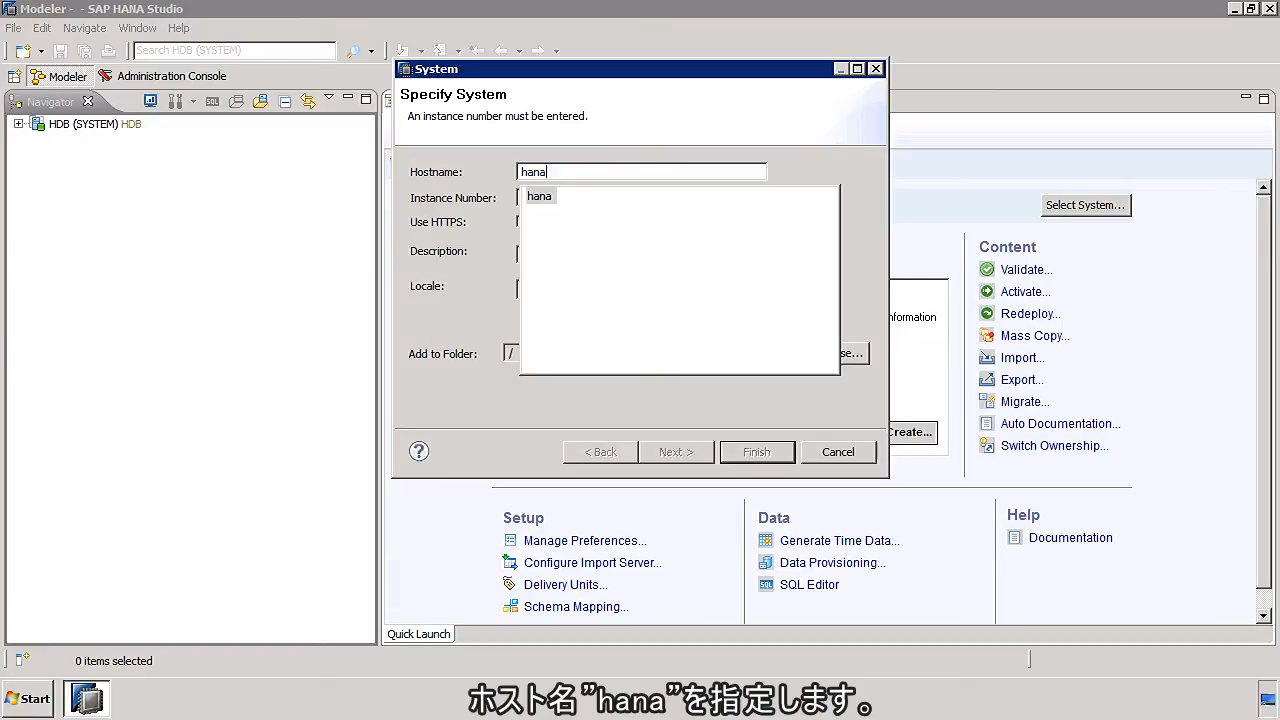 Modeler - - SAP HANA Studio
File Edit Navigate Window Help
Search HDB (SYSTEM)
Modeler Administration Console
Navigator
HDB (SYSTEM) HDB
System
Specify System
An instance number must be entered.
Hostname: hana
hana
Instance Number:
Use HTTPS:
Description:
Locale:
Add to Folder: / se...
< Back Next > Finish Cancel
Select System...
nformation
Create...
Content
Validate...
Activate...
Redeploy...
Mass Copy...
Import...
Export...
Migrate...
Auto Documentation...
Switch Ownership...
Setup
Manage Preferences...
Configure Import Server...
Delivery Units...
Schema Mapping...
Data
Generate Time Data...
Data Provisioning...
SQL Editor
Help
Documentation
Quick Launch
0 items selected
Start
ホスト名”hana”を指定します。